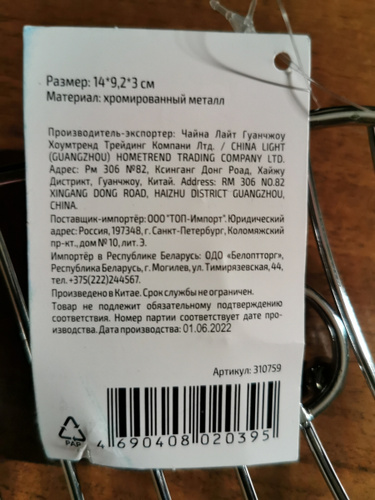 Размер: 14*9,2*3 см
Материал: хромированный металл
Производитель-экспортер: Чайна Лайт Гуанчжоу
Хоумтренд Трейдинг Компани Лтд. / CHINA LIGHT
(GUANGZHOU) HOMETREND TRADING COMPANY LTD.
Адрес: Рм 306 №82, Ксинганг Донг Роад, Хайжу
Дистрикт, Гуанчжоу, Китай. Address: RM 306 NO.82
XINGANG DONG ROAD, HAIZHU DISTRICT GUANGZHOU,
CHINA.
Поставщик-импортёр: ООО "ТОП-Импорт". Юридический
адрес: Россия, 197348, г. Санкт-Петербург, Коломяжский
пр-кт., дом № 10, лит. Э.
Импортёр в Республику Беларусь: ОДО «Белоптторг»,
Республика Беларусь, г. Могилев, ул. Тимирязевская, 44,
тел. +375(222)244567.
Произведено в Китае. Срок службы не ограничен.
Товар не подлежит обязательному подтверждению
соответствия. Номер партии соответствует дате про-
изводства. Дата производства: 01.06.2022
Артикул: 310759
PAP
4 690408 020395